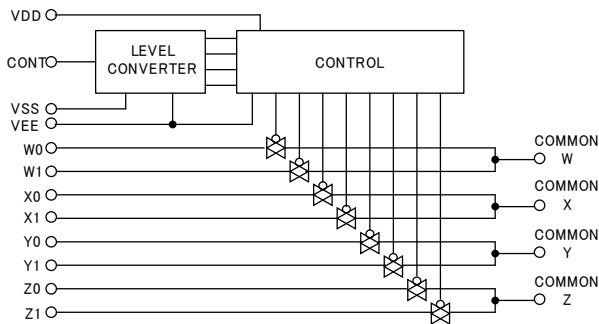 VDD
CONT
LEVEL
CONVERTER
CONTROL
VSS
VEE
W0
W1
X0
X1
Y0
Y1
Z0
Z1
COMMON
W
COMMON
X
COMMON
Y
COMMON
Z